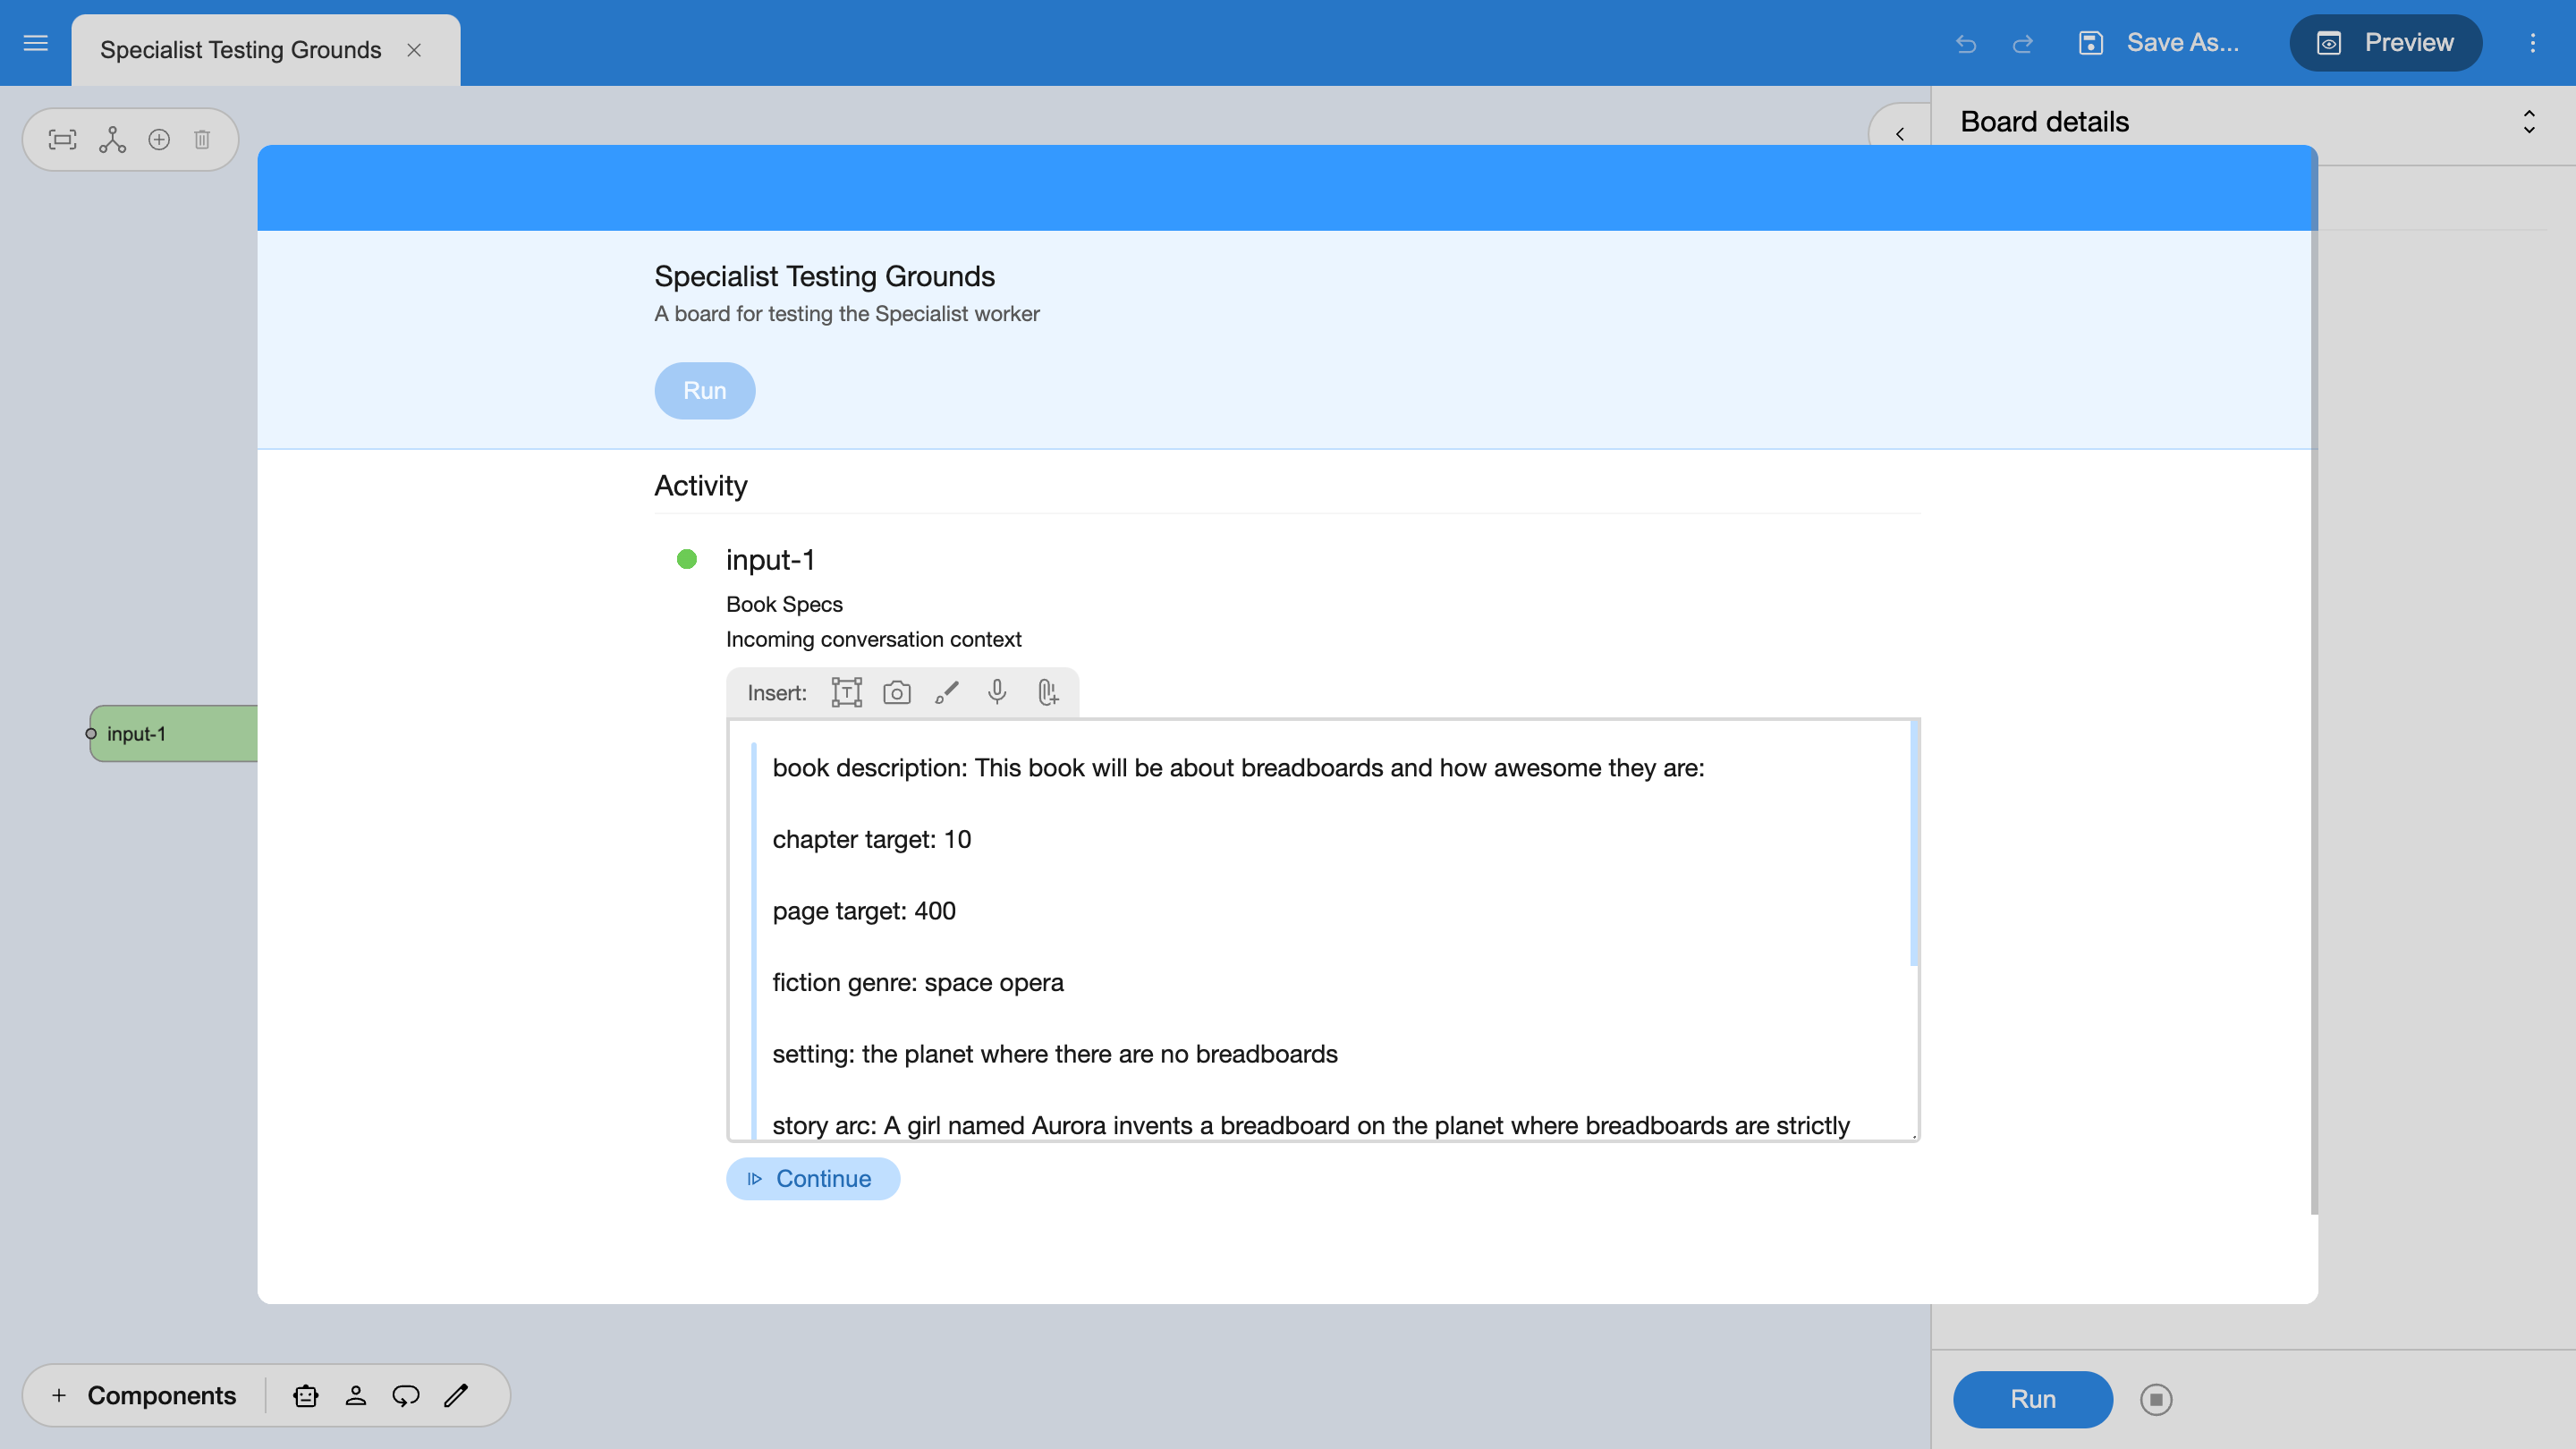 Specialist Testing Grounds
Save As...
Preview
Board details
Specialist Testing Grounds
A board for testing the Specialist worker
Run
Activity
input-1
Book Specs
Incoming conversation context
Insert:
book description: This book will be about breadboards and how awesome they are:
chapter target: 10
page target: 400
fiction genre: space opera
setting: the planet where there are no breadboards
story arc: A girl named Aurora invents a breadboard on the planet where breadboards are strictly
Continue
input-1
+ Components
Run